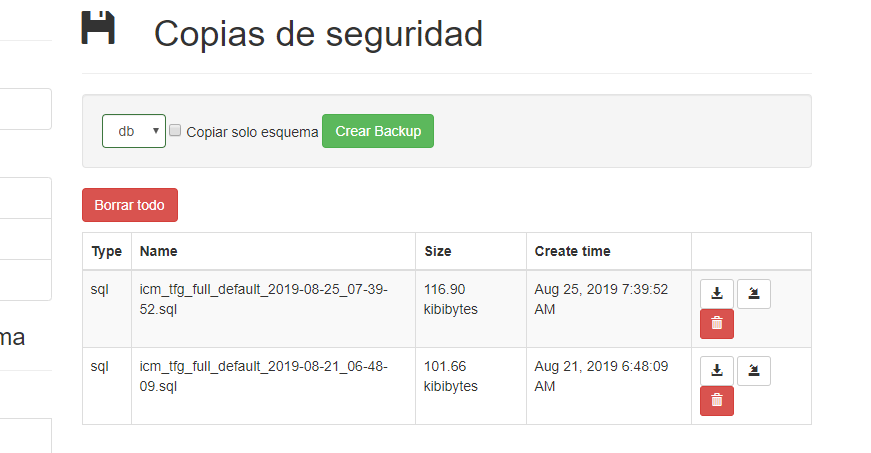 Copias de seguridad
db Copiar solo esquema Crear Backup
Borrar todo
Type Name Size Create time
sql icm_tfg_full_default_2019-08-25_07-39- 116.90 Aug 25, 2019 7:39:52
52.sql kibibytes AM
ma
sql icm_tfg_full_default_2019-08-21_06-48- 101.66 Aug 21, 2019 6:48:09
09.sql kibibytes AM